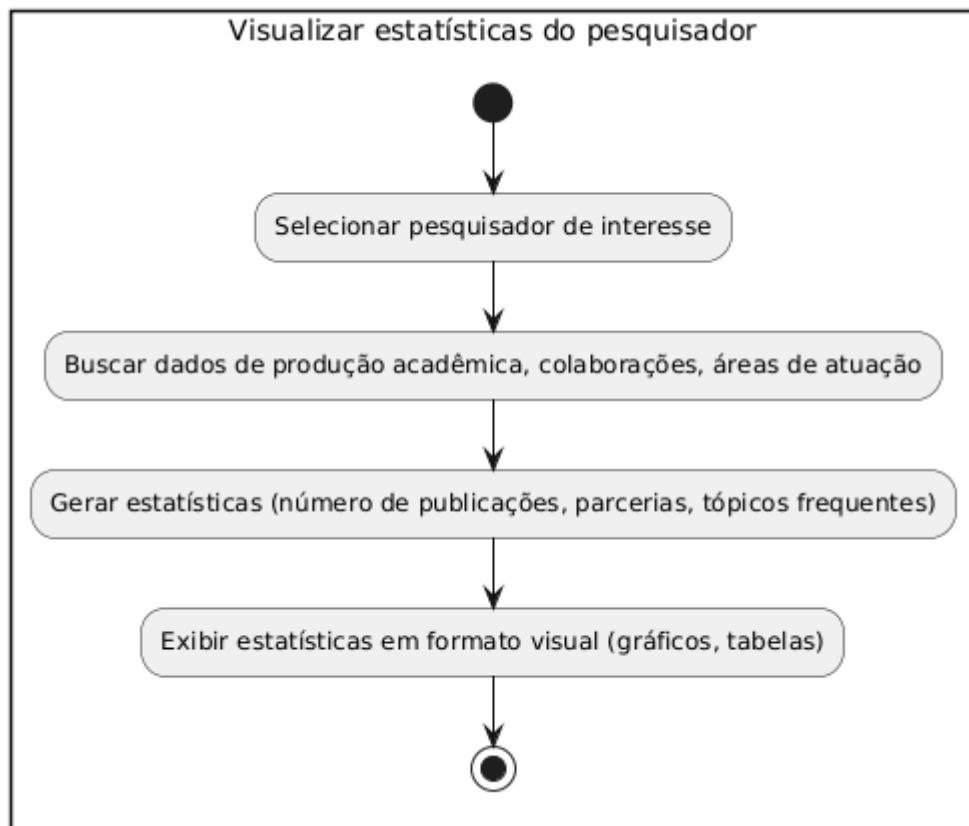 Visualizar estatísticas do pesquisador
Selecionar pesquisador de interesse
Buscar dados de produção acadêmica, colaborações, áreas de atuação
Gerar estatísticas (número de publicações, parcerias, tópicos frequentes)
Exibir estatísticas em formato visual (gráficos, tabelas)